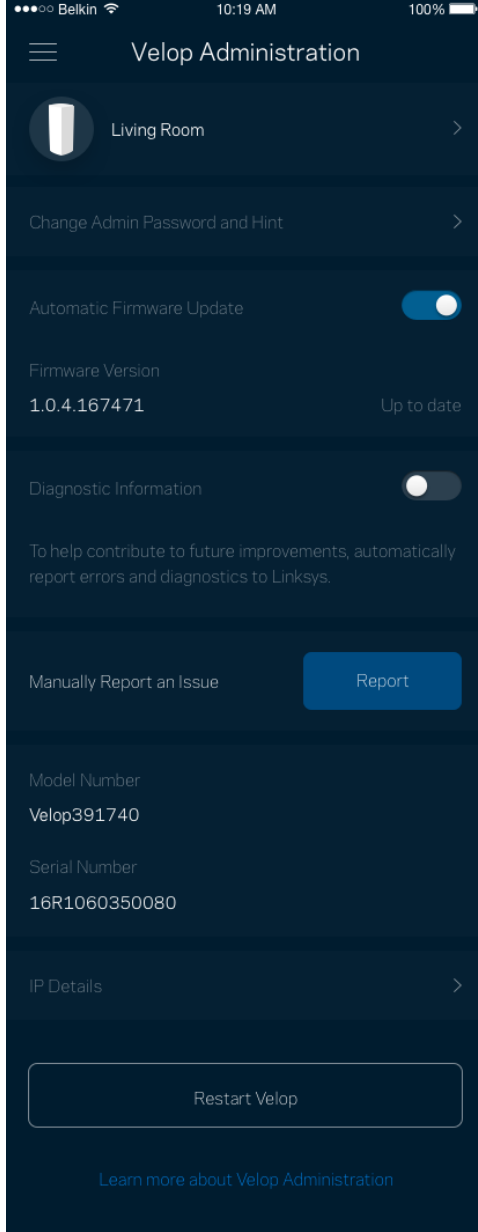 Belkin 10:19 AM 100%
Velop Administration
Living Room
Change Admin Password and Hint
Automatic Firmware Update
Firmware Version
1.0.4.167471 Up to date
Diagnostic Information
To help contribute to future improvements, automatically
report errors and diagnostics to Linksys.
Manually Report an Issue Report
Model Number
Velop391740
Serial Number
16R1060350080
IP Details
Restart Velop
Learn more about Velop Administration